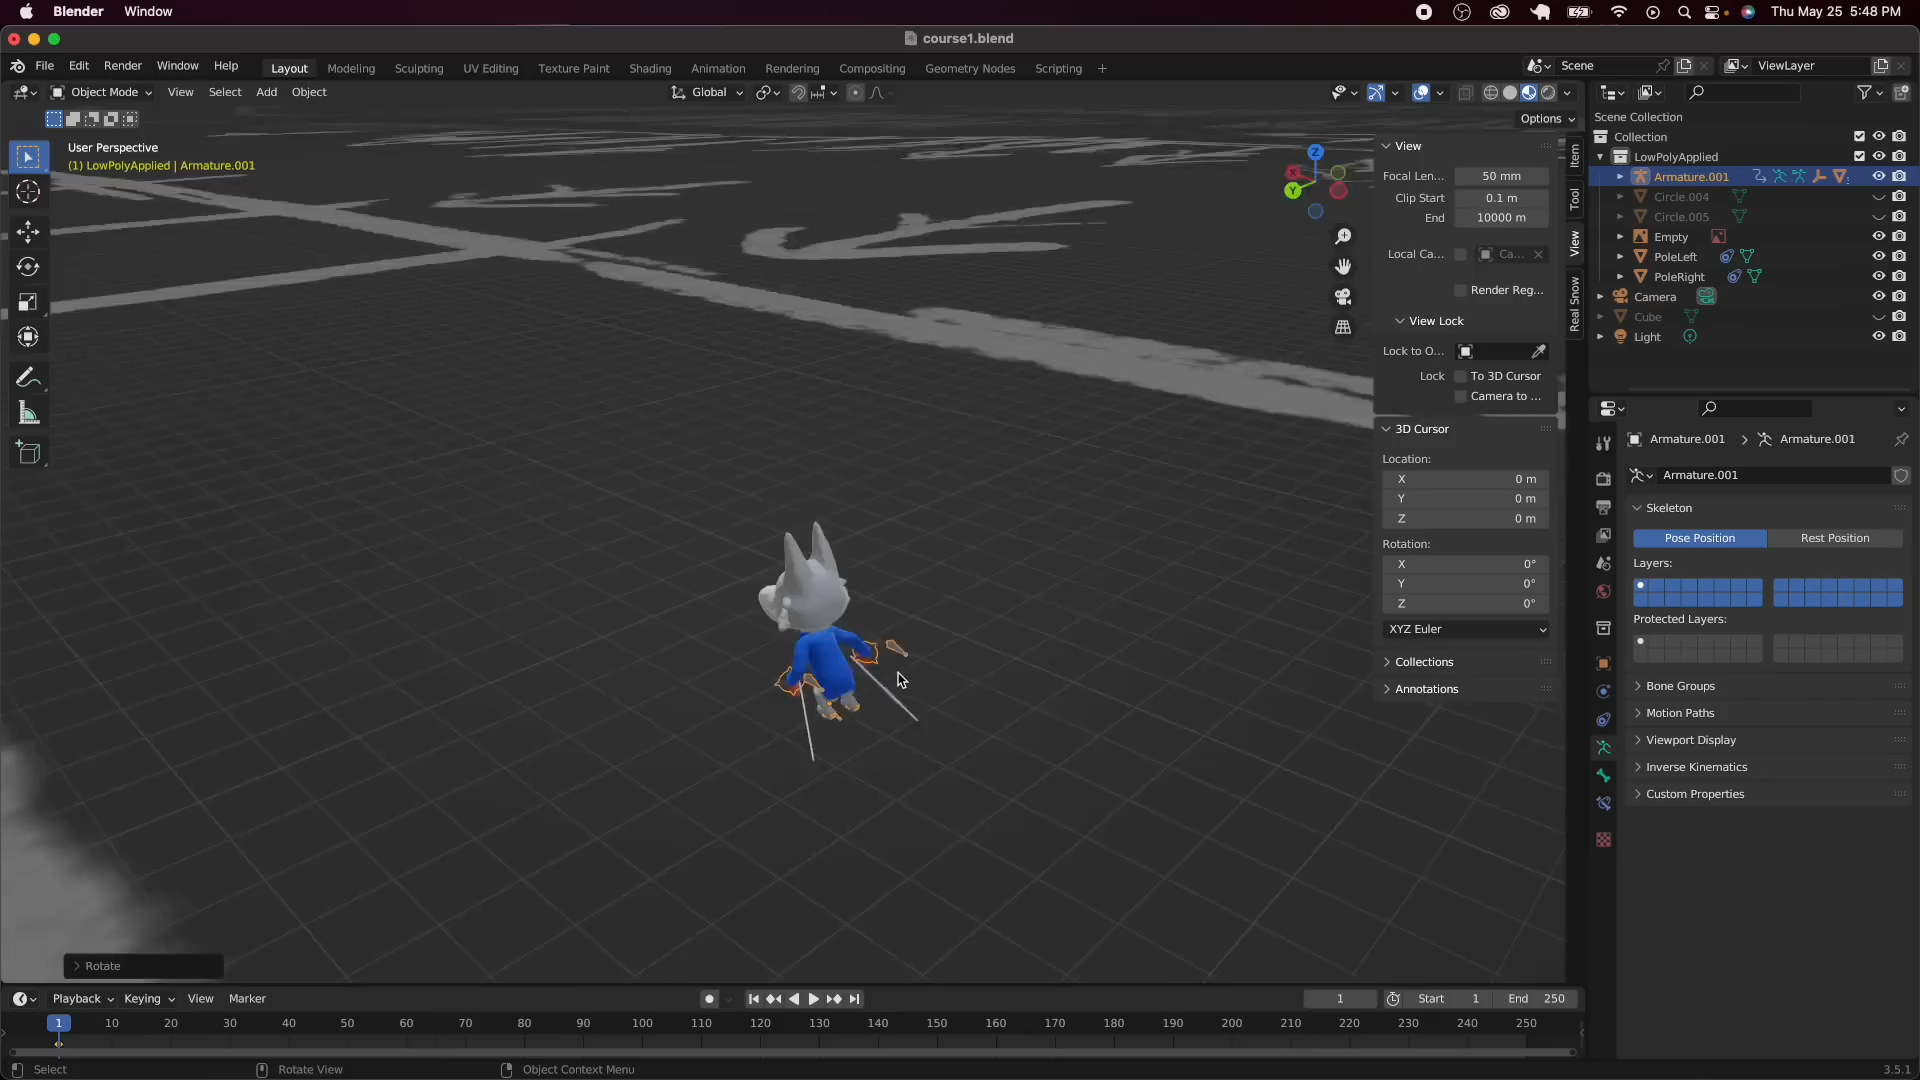 Blender Window Thu May 25 5:48 PM
course1.blend
File Edit Render Window Help Layout Modeling Sculpting UV Editing Texture Paint Shading Animation Rendering Compositing Geometry Nodes Scripting + Scene ViewLayer
Object Mode View Select Add Object Global
Options
User Perspective
(1) LowPolyApplied | Armature.001
Z
X
Y
View
Focal Len... 50 mm
Clip Start 0.1 m
End 10000 m
Local Ca... Ca...
Render Reg...
View Lock
Lock to O...
Lock To 3D Cursor
Camera to ...
3D Cursor
Location:
X 0 m
Y 0 m
Z 0 m
Rotation:
X 0°
Y 0°
Z 0°
XYZ Euler
Collections
Annotations
Item
Tool
View
Real Snow
Scene Collection
Collection
LowPolyApplied
Armature.001
Circle.004
Circle.005
Empty
PoleLeft
PoleRight
Camera
Cube
Light
Armature.001 > Armature.001
Armature.001
Skeleton
Pose Position Rest Position
Layers:
Protected Layers:
Bone Groups
Motion Paths
Viewport Display
Inverse Kinematics
Custom Properties
Rotate
Playback Keying View Marker 1 Start 1 End 250
1 10 20 30 40 50 60 70 80 90 100 110 120 130 140 150 160 170 180 190 200 210 220 230 240 250
Select Rotate View Object Context Menu 3.5.1